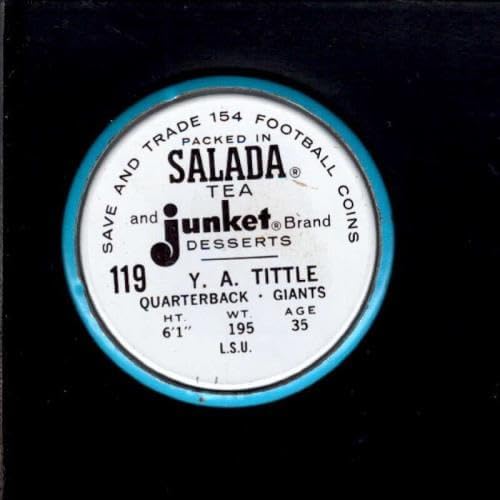 SAVE AND TRADE 154 FOOTBALL COINS
PACKED IN
SALADA®
TEA
and junket® Brand
DESSERTS
119 Y. A. TITTLE
QUARTERBACK · GIANTS
HT. WT. AGE
6'1" 195 35
L.S.U.